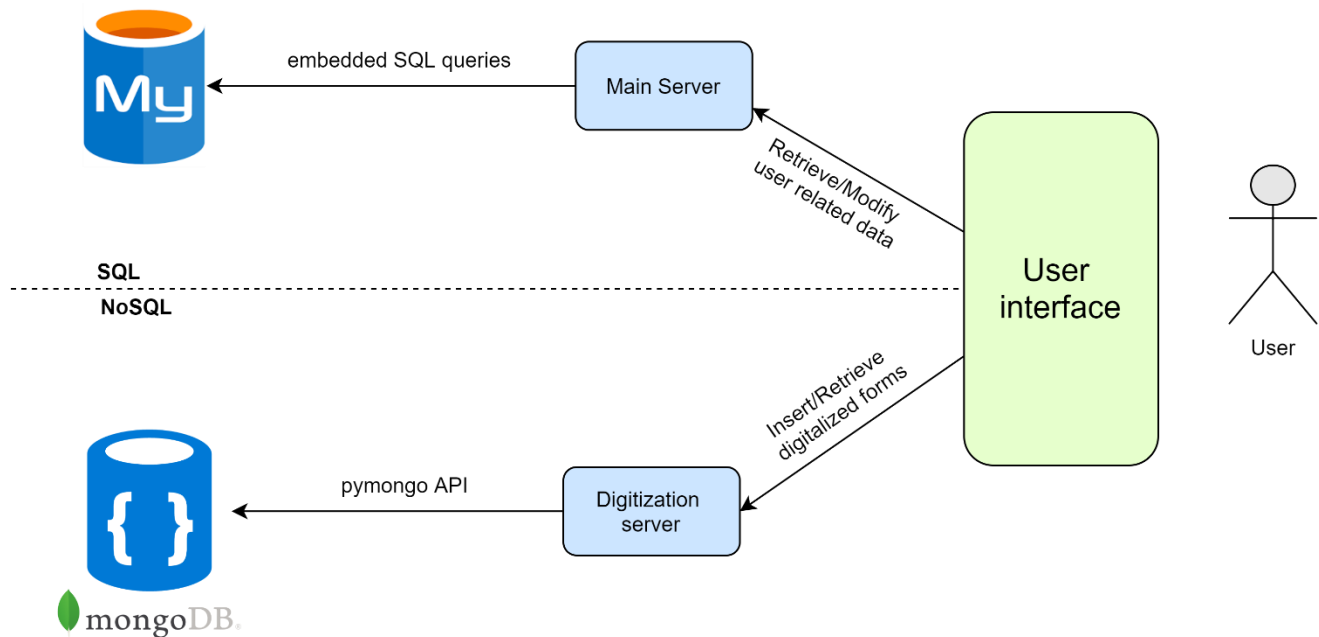 My
embedded SQL queries
Main Server
Retrieve/Modify
user related data
SQL
NoSQL
User
interface
User
Insert/Retrieve
digitalized forms
pymongo API
Digitization
server
{ }
mongoDB.